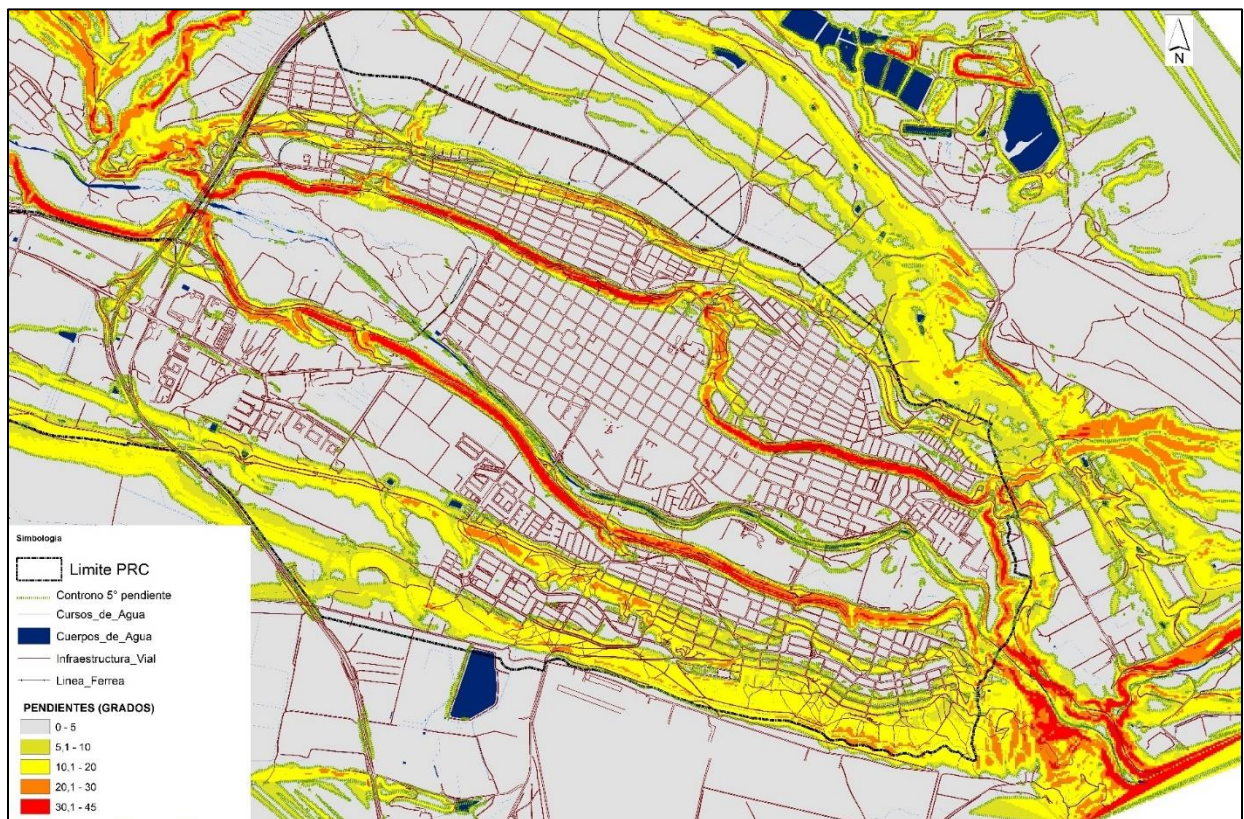 N
Simbologia
Limite PRC
Controno 5° pendiente
Cursos_de_Agua
Cuerpos_de_Agua
Infraestructura_Vial
Linea_Ferrea
PENDIENTES (GRADOS)
0 - 5
5,1 - 10
10,1 - 20
20,1 - 30
30,1 - 45